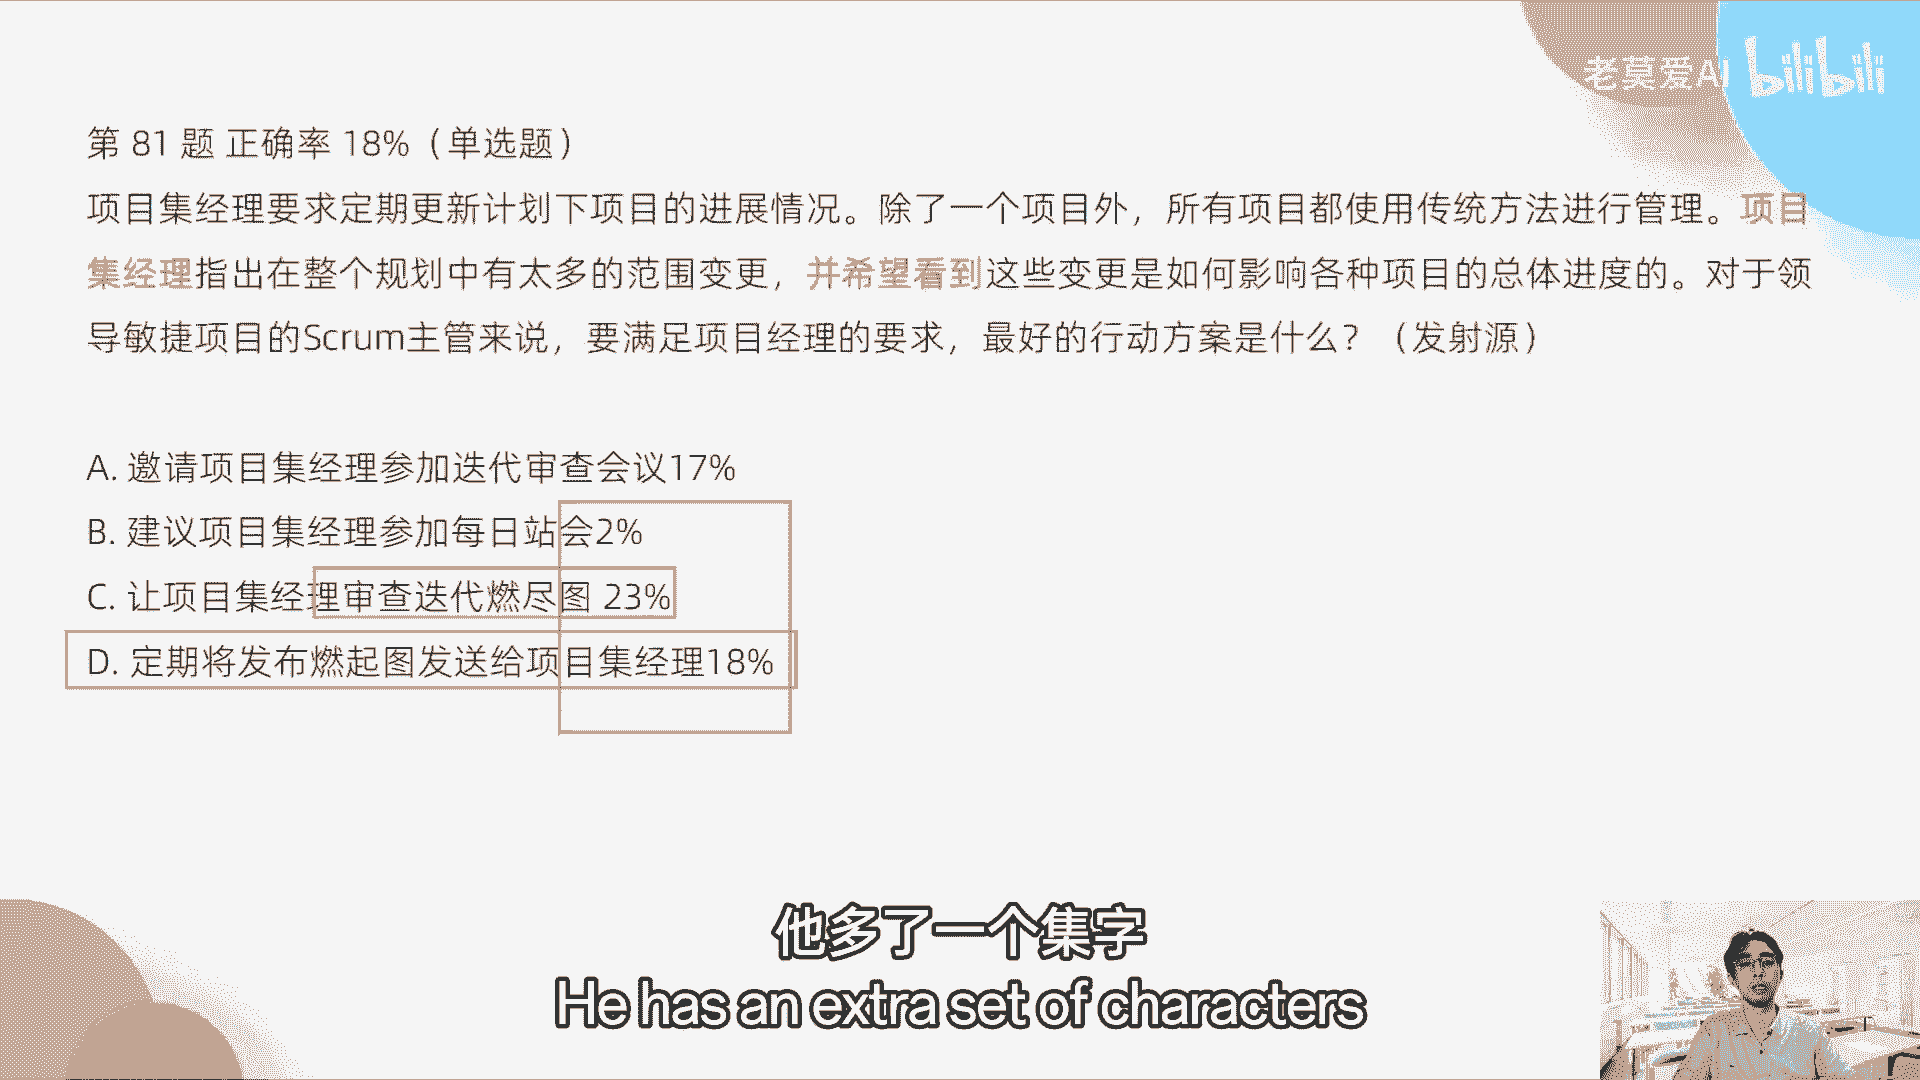 老莫爱AI bilibili
第 81 题 正确率 18%（单选题）
项目集经理要求定期更新计划下项目的进展情况。除了一个项目外，所有项目都使用传统方法进行管理。项目
集经理指出在整个规划中有太多的范围变更，并希望看到这些变更是如何影响各种项目的总体进度的。对于领
导敏捷项目的Scrum主管来说，要满足项目经理的要求，最好的行动方案是什么？（发射源）
A. 邀请项目集经理参加迭代审查会议17%
B. 建议项目集经理参加每日站会2%
C. 让项目集经理审查迭代燃尽图 23%
D. 定期将发布燃起图发送给项目集经理18%
他多了一个集字
He has an extra set of characters